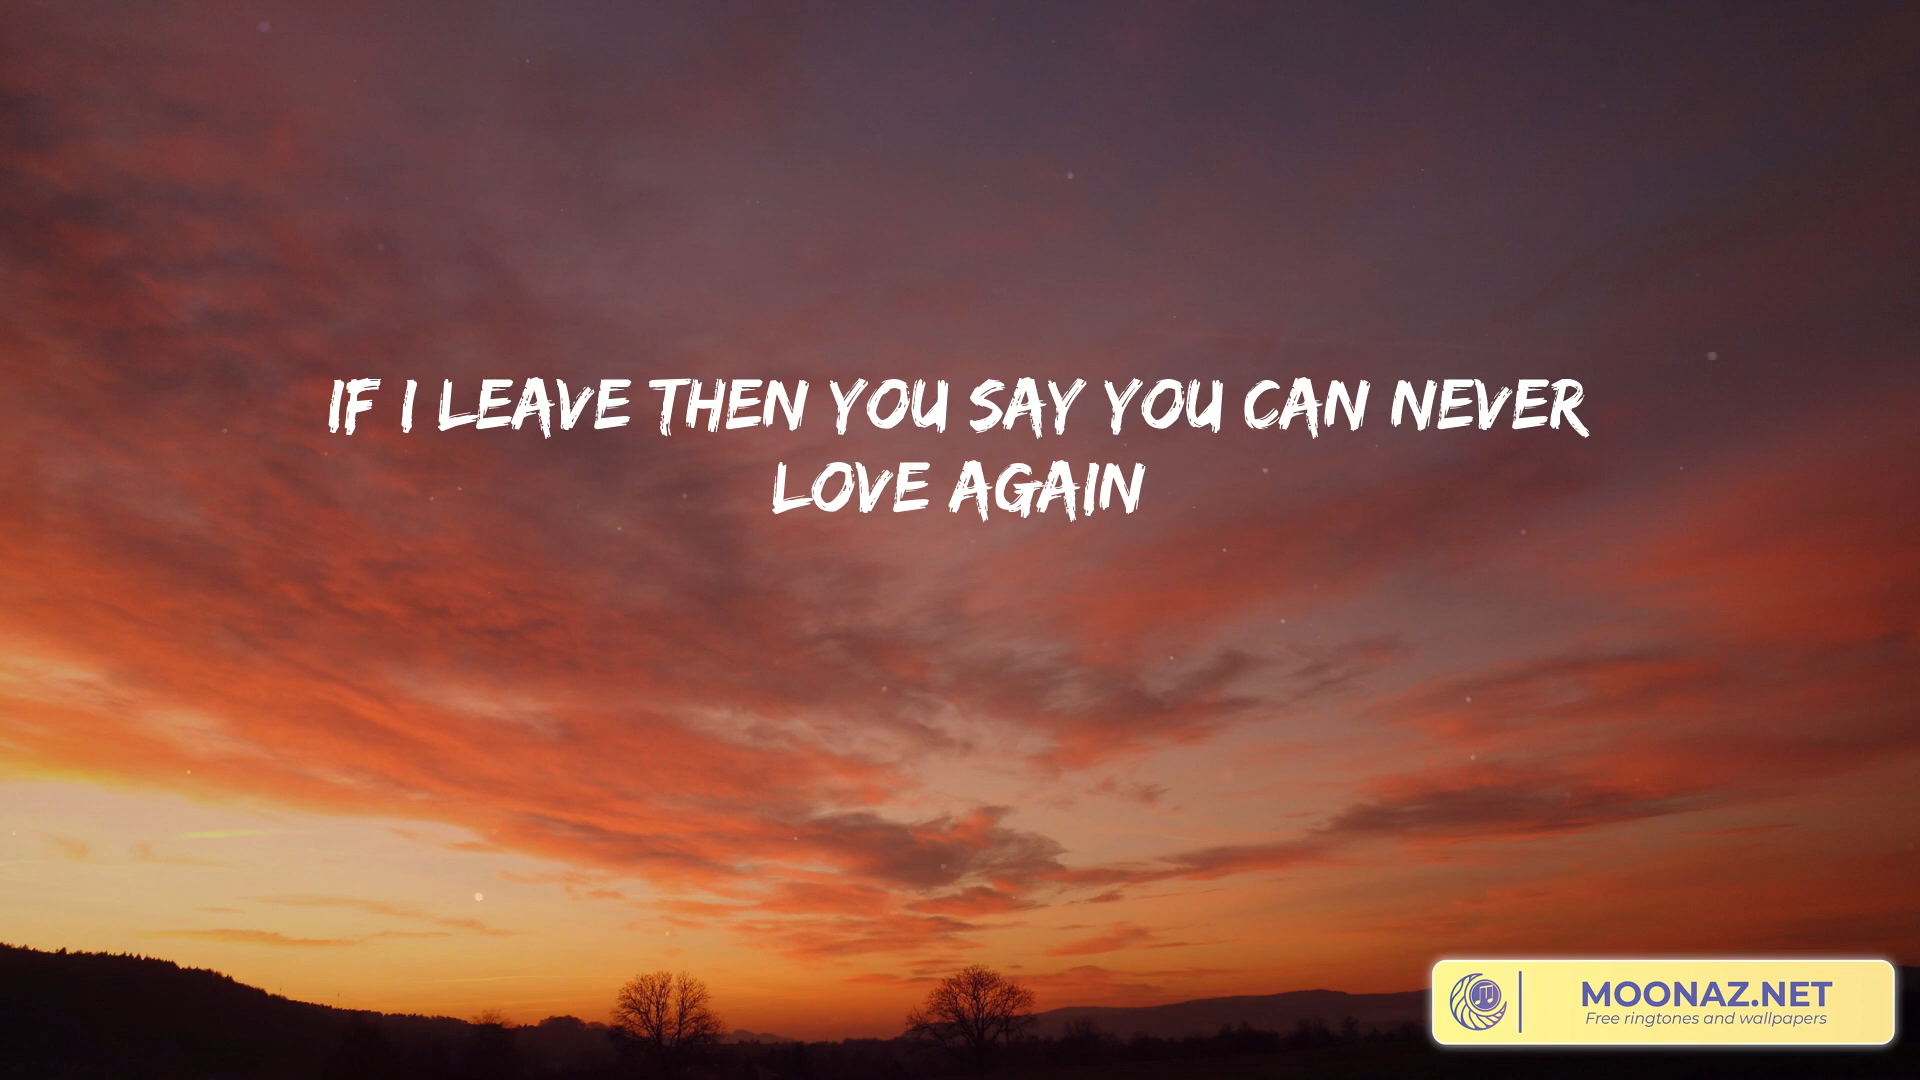 IF I LEAVE THEN YOU SAY YOU CAN NEVER
LOVE AGAIN
MOONAZ.NET
Free ringtones and wallpapers